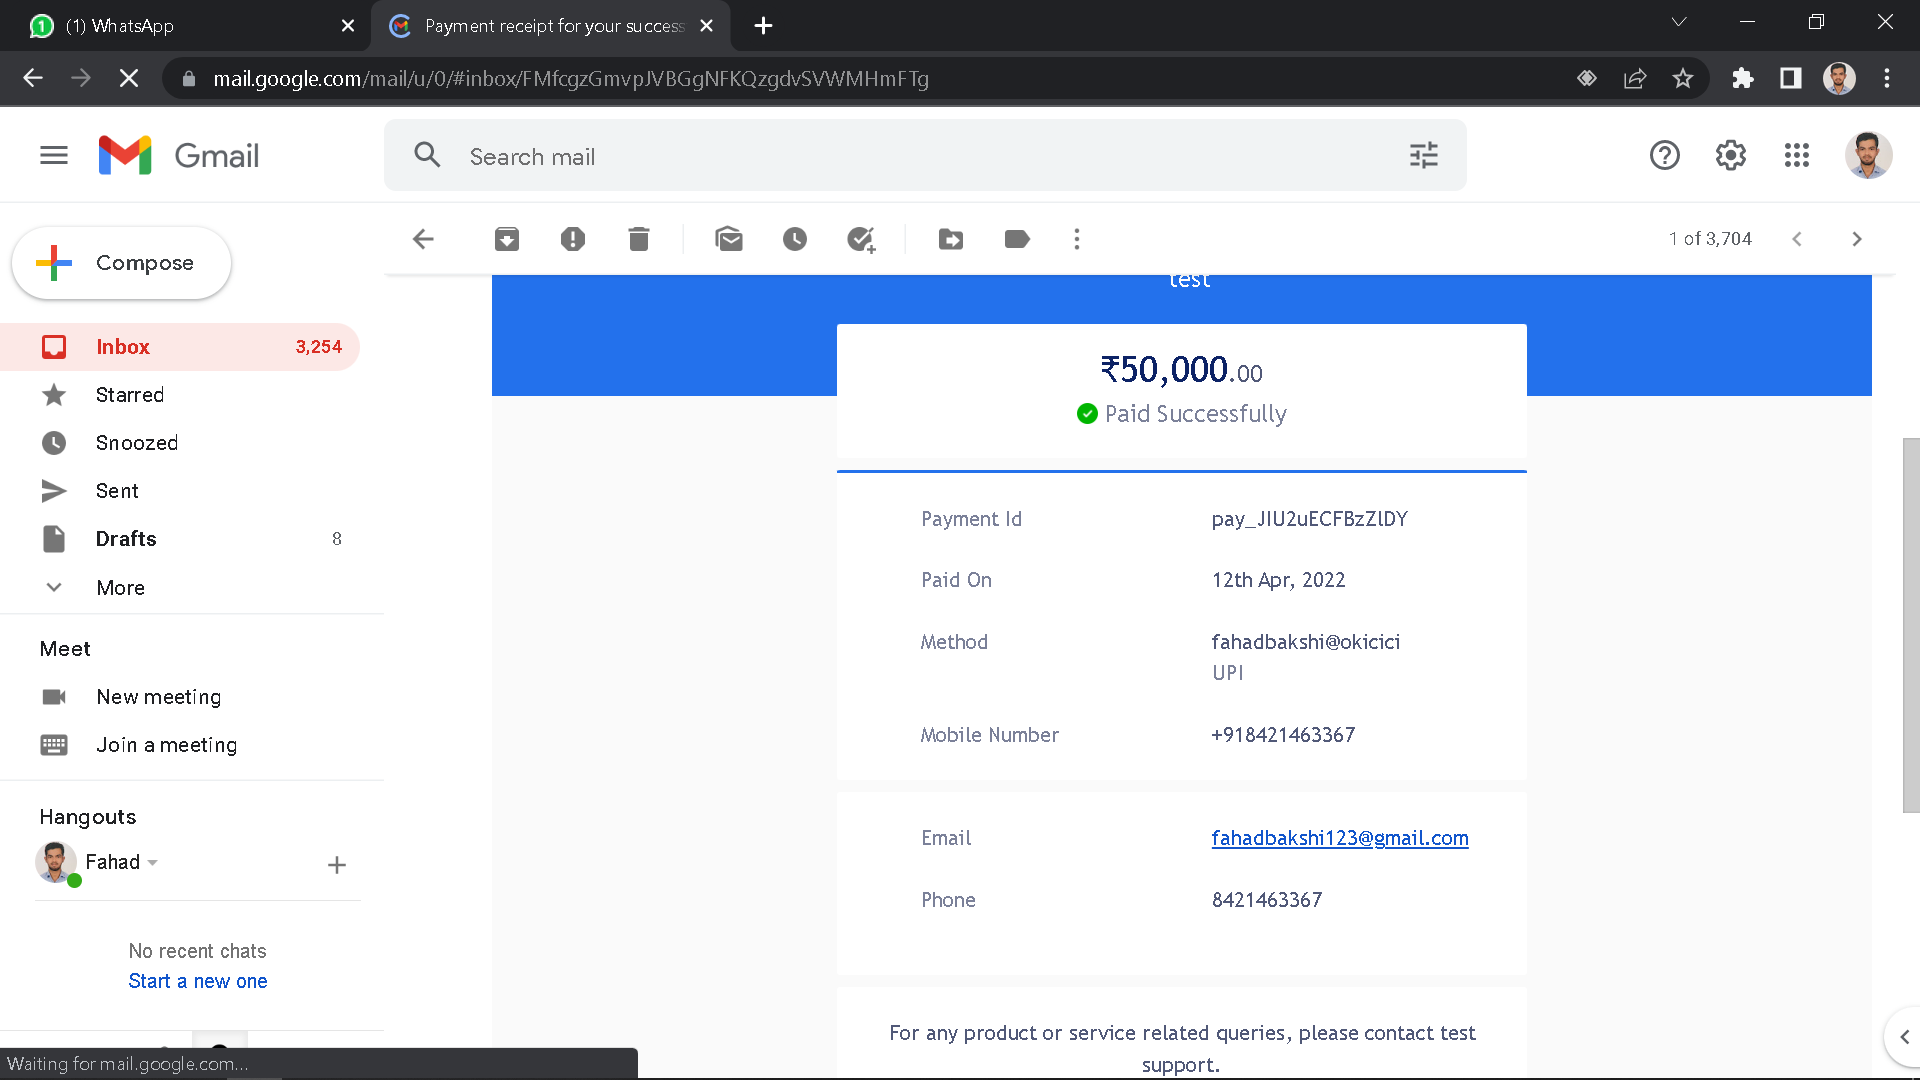 (1) WhatsApp
Payment receipt for your success
mail.google.com/mail/u/0/#inbox/FMfcgzGmvpJVBGgNFKQzgdvSVWMHmFTg
Gmail
Search mail
Compose
1 of 3,704
Inbox 3,254
Starred
Snoozed
Sent
Drafts 8
More
Meet
New meeting
Join a meeting
Hangouts
Fahad
No recent chats
Start a new one
Waiting for mail.google.com...
test
₹50,000.00
Paid Successfully
Payment Id pay_JIU2uECFBzZlDY
Paid On 12th Apr, 2022
Method fahadbakshi@okicici
UPI
Mobile Number +918421463367
Email fahadbakshi123@gmail.com
Phone 8421463367
For any product or service related queries, please contact test
support.